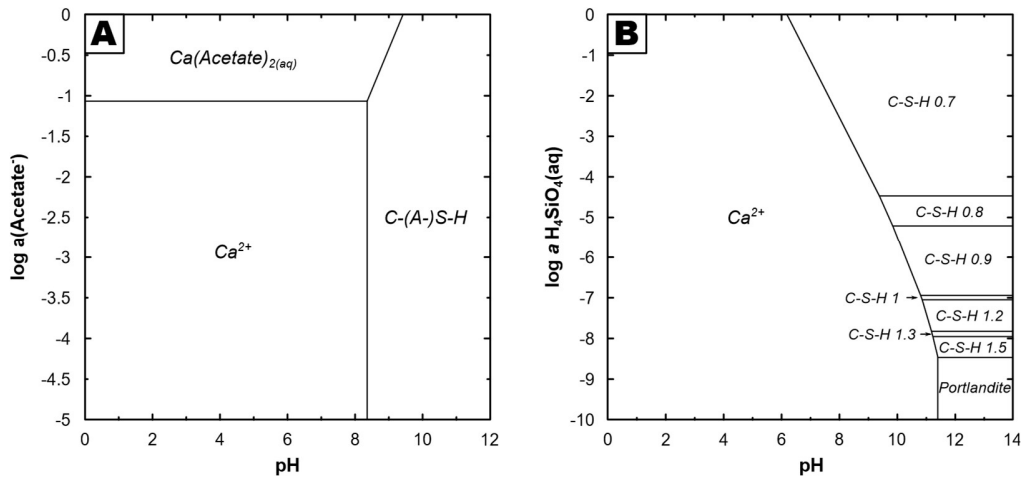 A
Ca(Acetate)2(aq)
Ca2+
C-(A-)S-H
log a(Acetate-)
0
-0.5
-1
-1.5
-2
-2.5
-3
-3.5
-4
-4.5
-5
0 2 4 6 8 10 12
pH
B
C-S-H 0.7
C-S-H 0.8
C-S-H 0.9
C-S-H 1
C-S-H 1.2
C-S-H 1.3
C-S-H 1.5
Portlandite
Ca2+
log a H4SiO4(aq)
0
-1
-2
-3
-4
-5
-6
-7
-8
-9
-10
0 2 4 6 8 10 12 14
pH